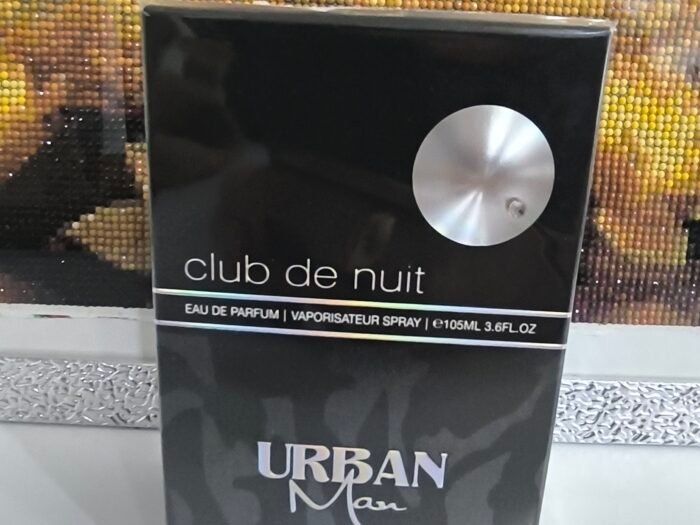 club de nuit
EAU DE PARFUM | VAPORISATEUR SPRAY | ℮105ML 3.6FL.OZ
URBAN
Man